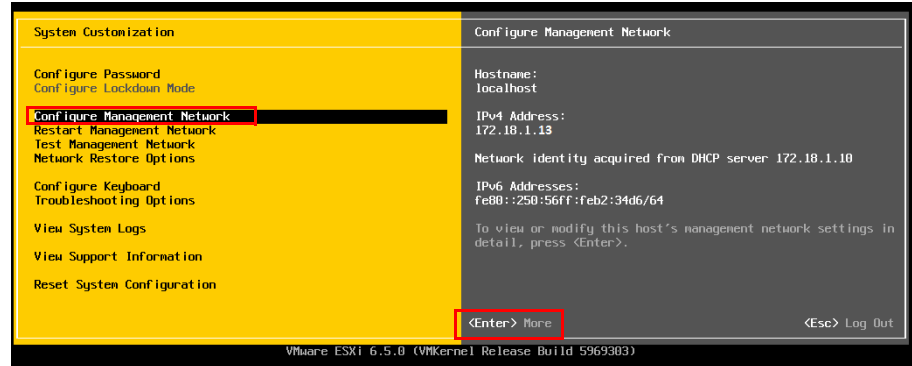 System Customization
Configure Password
Configure Lockdown Mode
Configure Management Network
Restart Management Network
Test Management Network
Network Restore Options
Configure Keyboard
Troubleshooting Options
View System Logs
View Support Information
Reset System Configuration
Configure Management Network
Hostname:
localhost
IPv4 Address:
172.18.1.13
Network identity acquired from DHCP server 172.18.1.10
IPv6 Addresses:
fe80::250:56ff:feb2:34d6/64
To view or modify this host's management network settings in
detail, press <Enter>.
<Enter> More
<Esc> Log Out
VMware ESXi 6.5.0 (VMKernel Release Build 5969303)